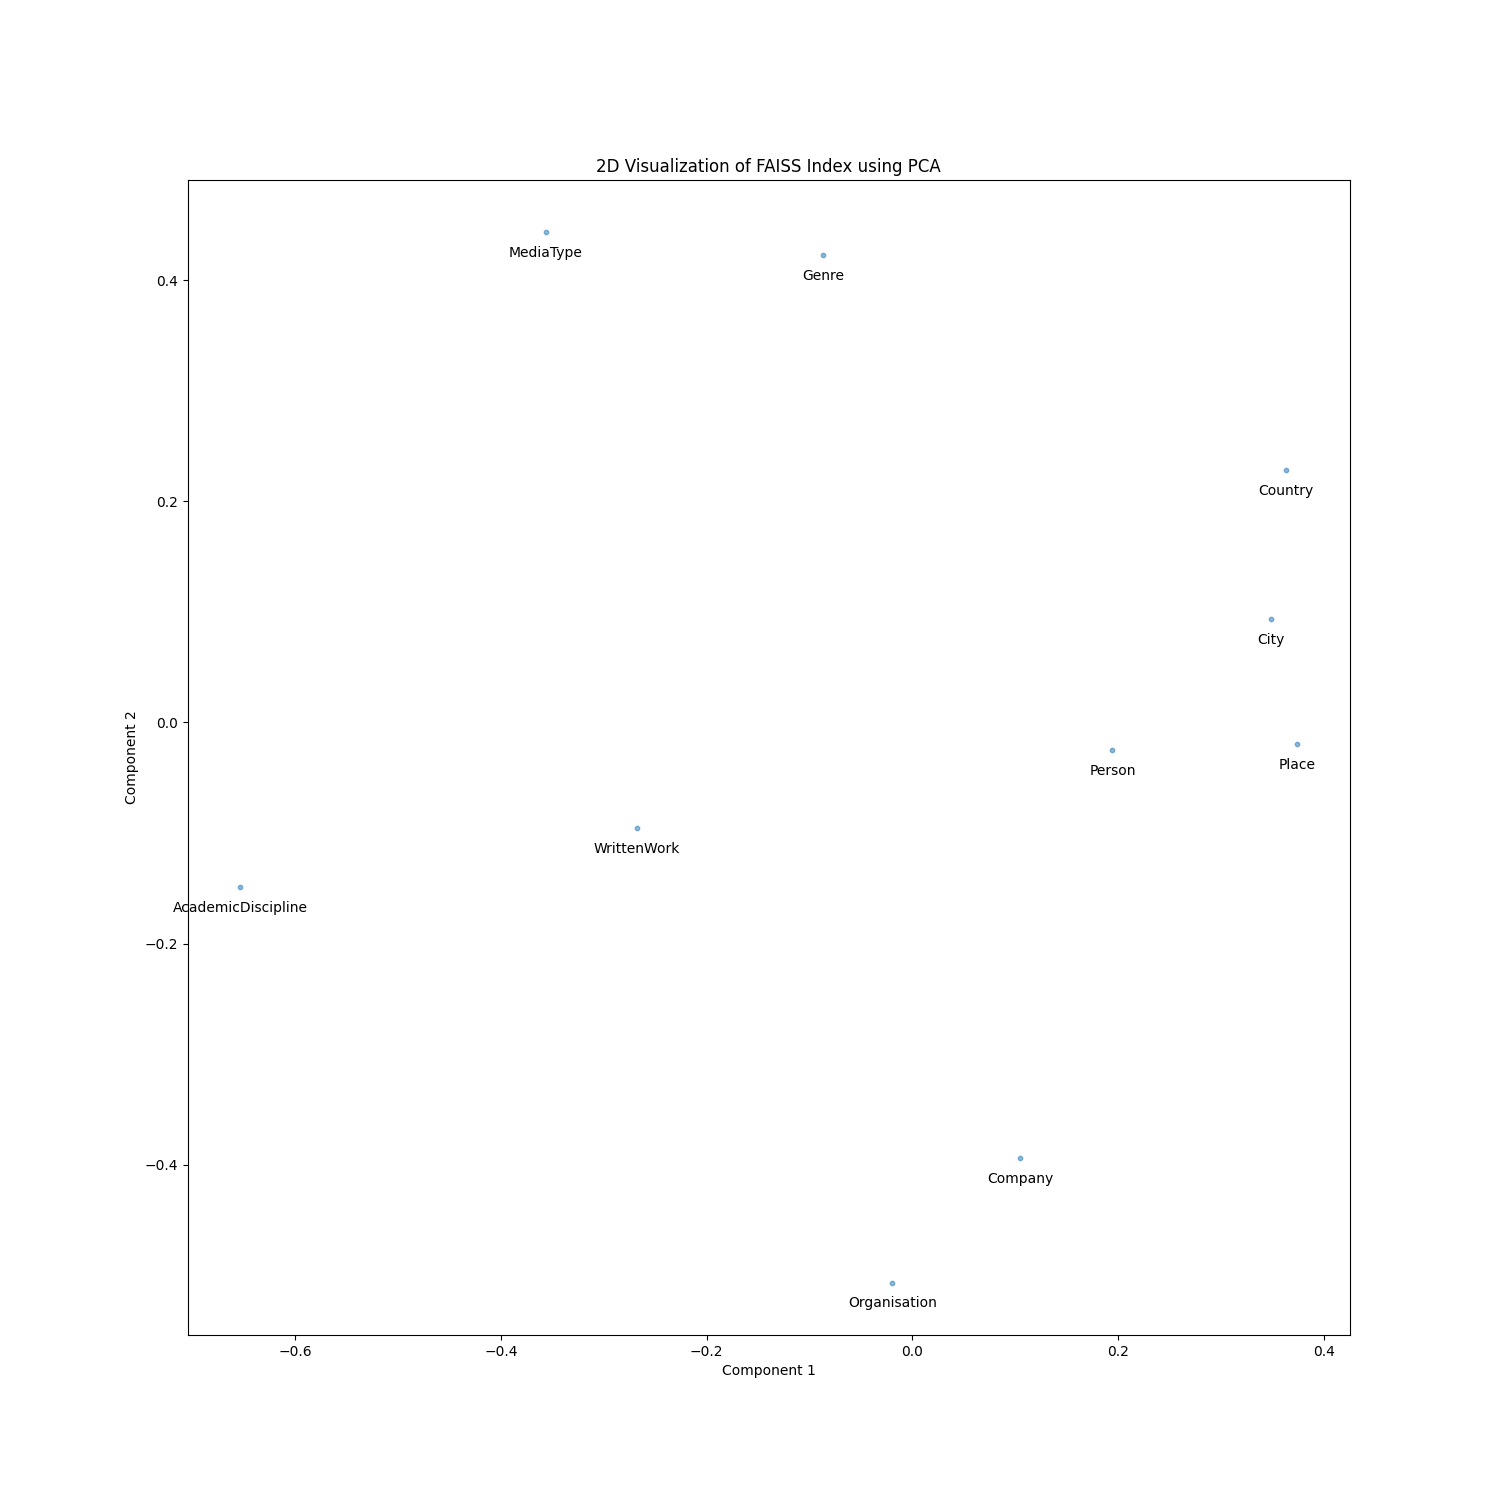 2D Visualization of FAISS Index using PCA
MediaType
Genre
0.4
Country
0.2
City
0.0
Component 2
Person
Place
WrittenWork
AcademicDiscipline
−0.2
−0.4
Company
Organisation
−0.6
−0.4
−0.2
0.0
0.2
0.4
Component 1